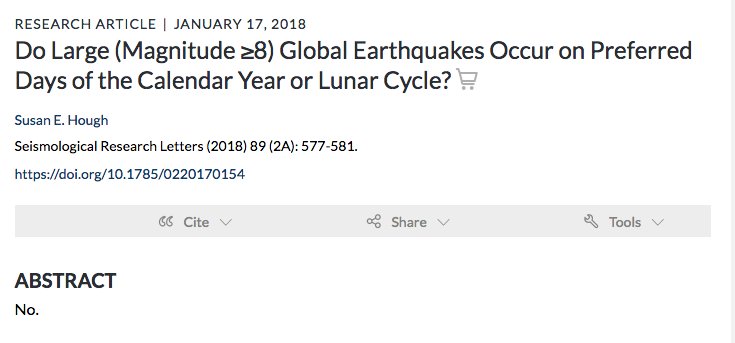 RESEARCH ARTICLE | JANUARY 17, 2018
Do Large (Magnitude ≥8) Global Earthquakes Occur on Preferred
Days of the Calendar Year or Lunar Cycle?
Susan E. Hough
Seismological Research Letters (2018) 89 (2A): 577-581.
https://doi.org/10.1785/0220170154
Cite Share Tools
ABSTRACT
No.